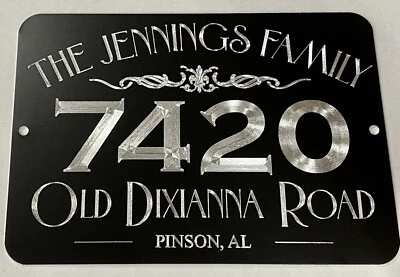 THE JENNINGS FAMILY
7420
OLD DIXIANNA ROAD
PINSON, AL